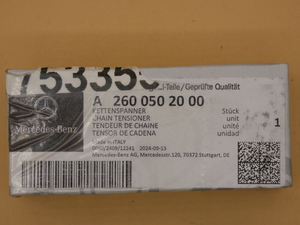 753353
-Teile/Geprüfte Qualität
A 260 050 20 00
KETTENSPANNER
CHAIN TENSIONER
TENDEUR DE CHAINE
TENSOR DE CADENA
Stück
unit
unité
unidad
1
Mercedes-Benz
Made in ITALY
2024-09-13
Mercedes-Benz AG, Mercedesstr.120, 70372 Stuttgart, DE